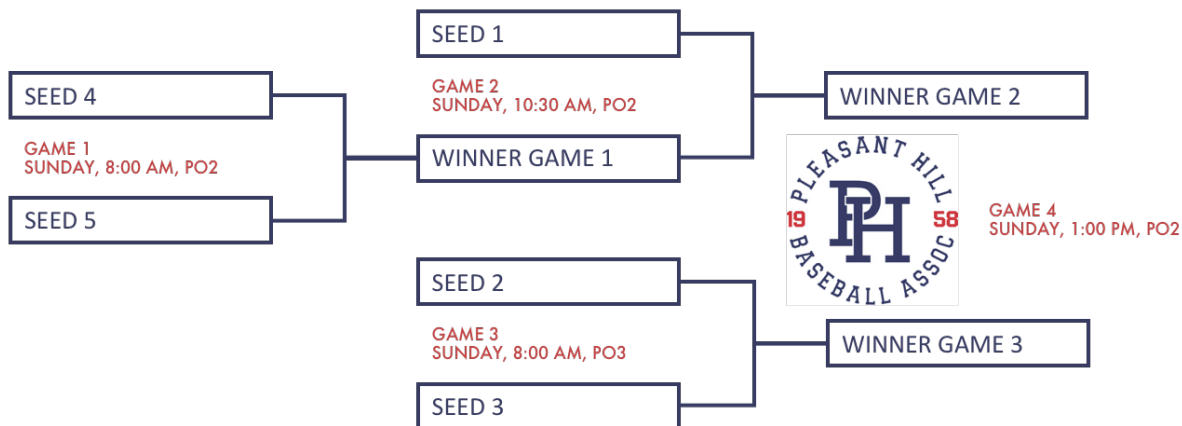 SEED 1
GAME 2
SUNDAY, 10:30 AM, PO2
WINNER GAME 1
SEED 4
GAME 1
SUNDAY, 8:00 AM, PO2
SEED 5
WINNER GAME 2
PLEASANT HILL
19 PH 58
BASEBALL ASSOC
GAME 4
SUNDAY, 1:00 PM, PO2
SEED 2
GAME 3
SUNDAY, 8:00 AM, PO3
SEED 3
WINNER GAME 3